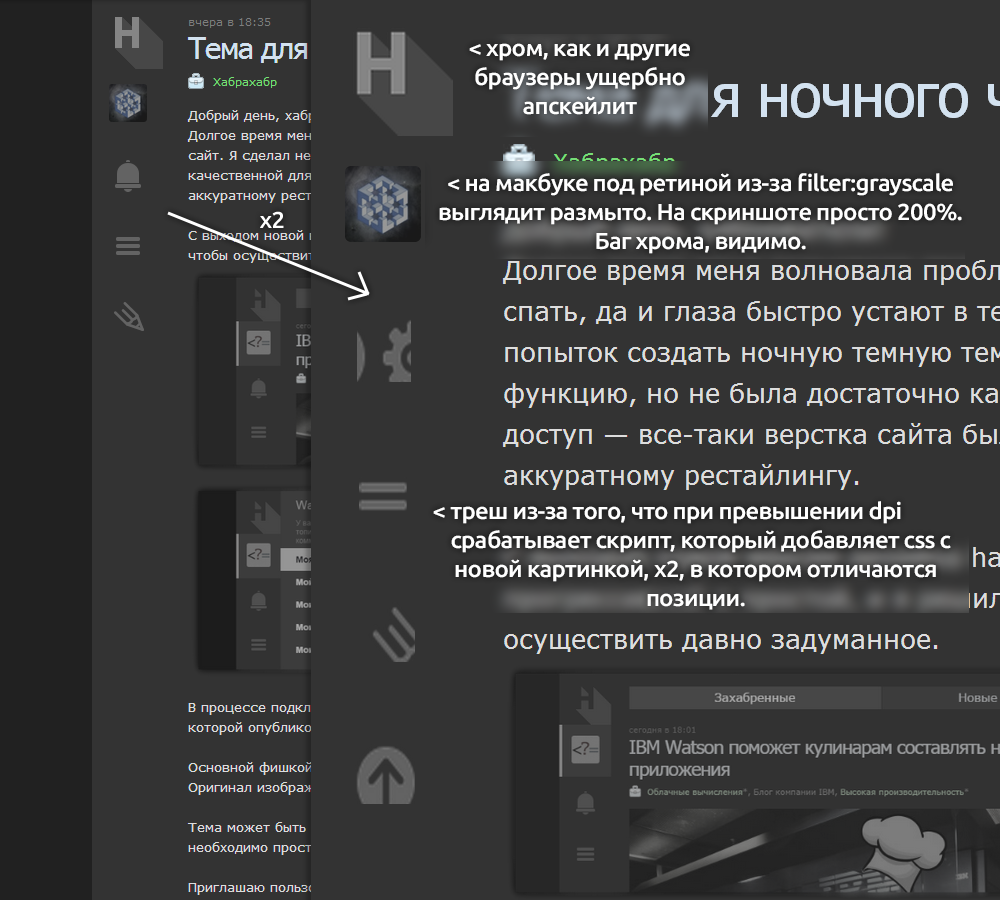 вчера в 18:35
Тема для
Хабрахабр
Добрый день, хаб
Долгое время мен
сайт. Я сделал не
качественной для
аккуратному рест
С выходом новой
чтобы осуществит
x2
IB
пр
<?=
Wa
<?=
Мо
Мой
Мо
Мо
Мо
В процессе подкл
которой опублико
Основной фишкой
Оригинал изображ
Тема может быть
необходимо прост
Приглашаю пользо
H
< хром, как и другие
браузеры ущербно
апскейлит
я ночного ч
Хабрахабр
< на макбуке под ретиной из-за filter:grayscale
выглядит размыто. На скриншоте просто 200%.
Баг хрома, видимо.
Долгое время меня волновала пробл
спать, да и глаза быстро устают в те
попыток создать ночную темную тем
функцию, но не была достаточно ка
доступ — все-таки верстка сайта бы
аккуратному рестайлингу.
< треш из-за того, что при превышении dpi
срабатывает скрипт, который добавляет css с
новой картинкой, x2, в котором отличаются
позиции.
ha
ил
осуществить давно задуманное.
Захабренные
Новые
сегодня в 18:01
IBM Watson поможет кулинарам составлять н
приложения
Облачные вычисления*, Блог компании IBM, Высокая производительность*
<?=